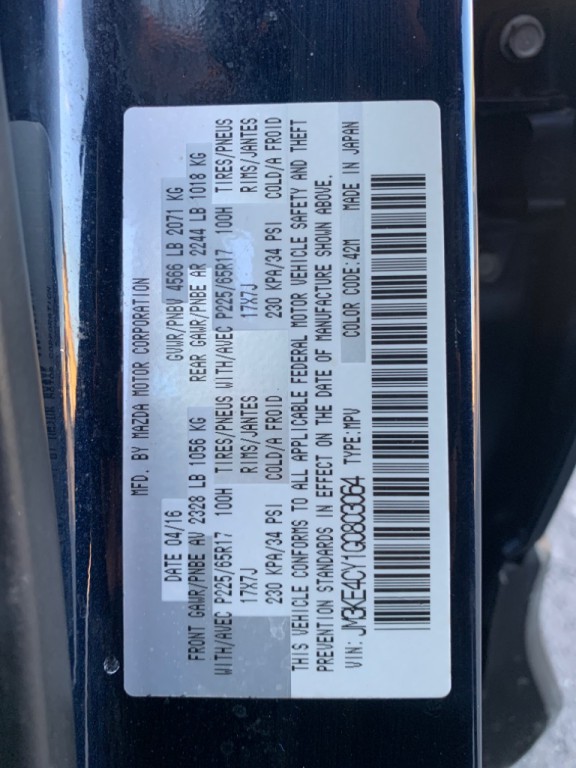 MFD. BY MAZDA MOTOR CORPORATION
DATE 04/16 GVWR/PNBV 4566 LB 2071 KG
FRONT GAWR/PNBE AV 2328 LB 1056 KG REAR GAWR/PNBE AR 2244 LB 1018 KG
WITH/AVEC P225/65R17 100H TIRES/PNEUS WITH/AVEC P225/65R17 100H TIRES/PNEUS
17X7J RIMS/JANTES 17X7J RIMS/JANTES
230 KPA/34 PSI COLD/A FROID 230 KPA/34 PSI COLD/A FROID
THIS VEHICLE CONFORMS TO ALL APPLICABLE FEDERAL MOTOR VEHICLE SAFETY AND THEFT
PREVENTION STANDARDS IN EFFECT ON THE DATE OF MANUFACTURE SHOWN ABOVE.
VIN: JM3KE4CY1G0803064 TYPE: MPV COLOR CODE: 42M MADE IN JAPAN